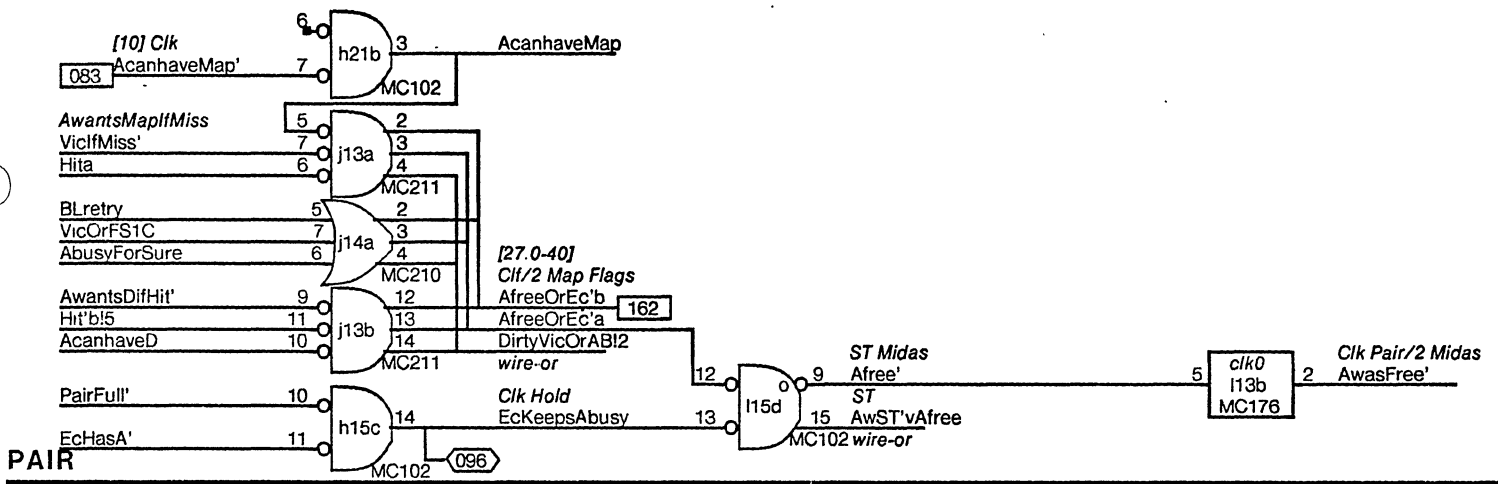 6
[10] Clk
3
AcanhaveMap
h21b
083
AcanhaveMap'
7
MC102
AwantsMapIfMiss
5
2
VicIfMiss'
7
3
j13a
Hita
6
4
MC211
BLretry
5
2
VicOrFS1C
7
j14a
3
AbusyForSure
6
4
[27.0-40]
MC210
Clf/2 Map Flags
AwantsDifHit'
9
12
AfreeOrEc'b
162
Hit'b!5
11
j13b
13
AfreeOrEc'a
AcanhaveD
10
14
DirtyVicOrAB!2
MC211
wire-or
ST Midas
clk0
Clk Pair/2 Midas
12
o
9
Afree'
5
l13b
2
AwasFree'
PairFull'
10
Clk Hold
l15d
ST
MC176
14
EcKeepsAbusy
13
15
AwST'vAfree
h15c
MC102
wire-or
EcHasA'
11
PAIR
MC102
096